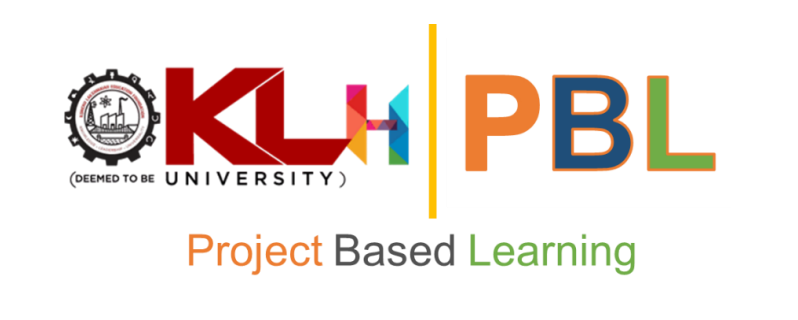 KLH
(DEEMED TO BE UNIVERSITY)
PBL
Project Based Learning